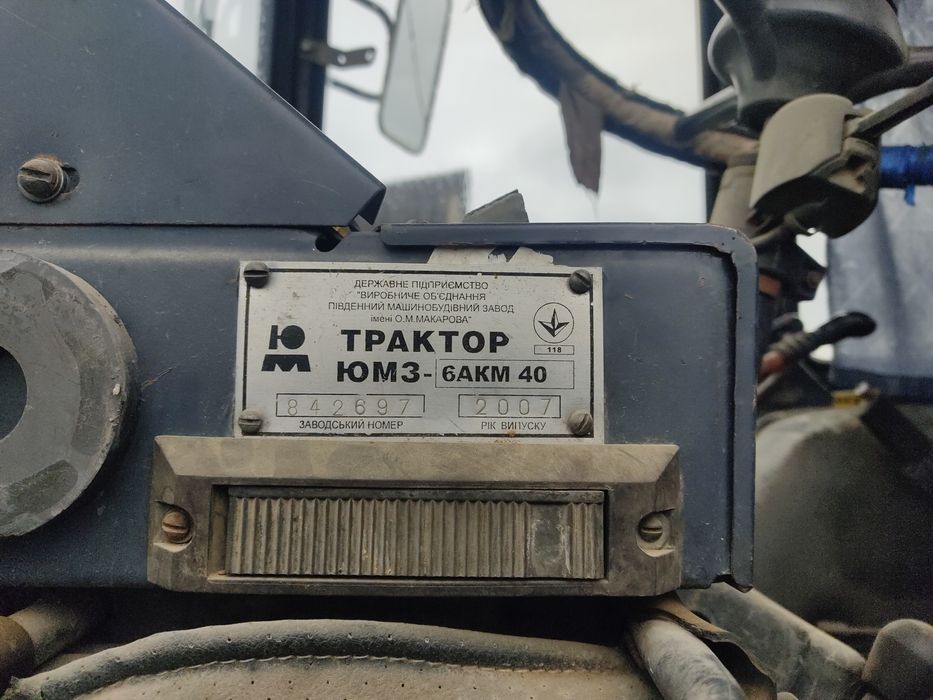 ДЕРЖАВНЕ ПІДПРИЄМСТВО
"ВИРОБНИЧЕ ОБ'ЄДНАННЯ
ПІВДЕННИЙ МАШИНОБУДІВНИЙ ЗАВОД
імені О.М.МАКАРОВА"
Ю
М
ТРАКТОР
118
ЮМЗ-6АКМ 40
842697 2007
ЗАВОДСЬКИЙ НОМЕР РІК ВИПУСКУ